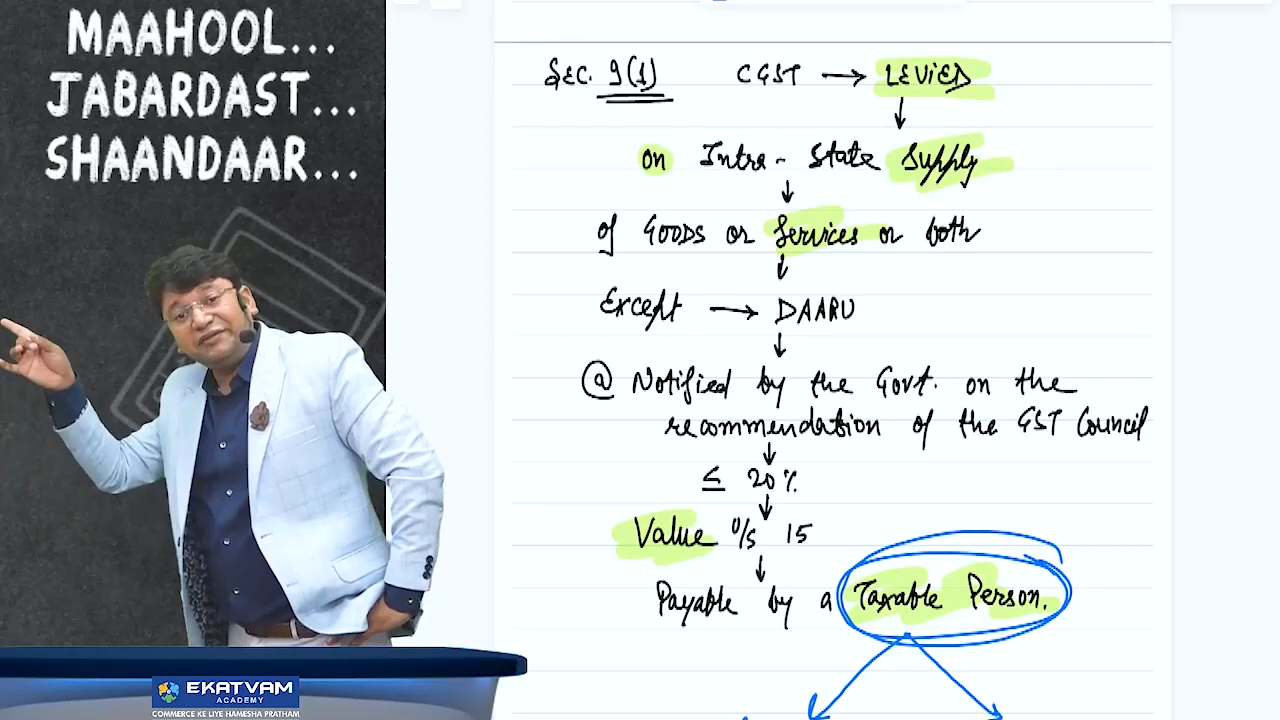 MAAHOOL...
JABARDAST...
SHAANDAAR...
SEC. 9(1) CGST → LEVIED
on Intra - State Supply
of GOODS or Services or both
Except → DAARU
@ Notified by the Govt. on the
recommendation of the GST Council
≤ 20%
Value u/s 15
Payable by a Taxable Person.
EKATVAM
ACADEMY
COMMERCE KE LIYE HAMESHA PRATHAM